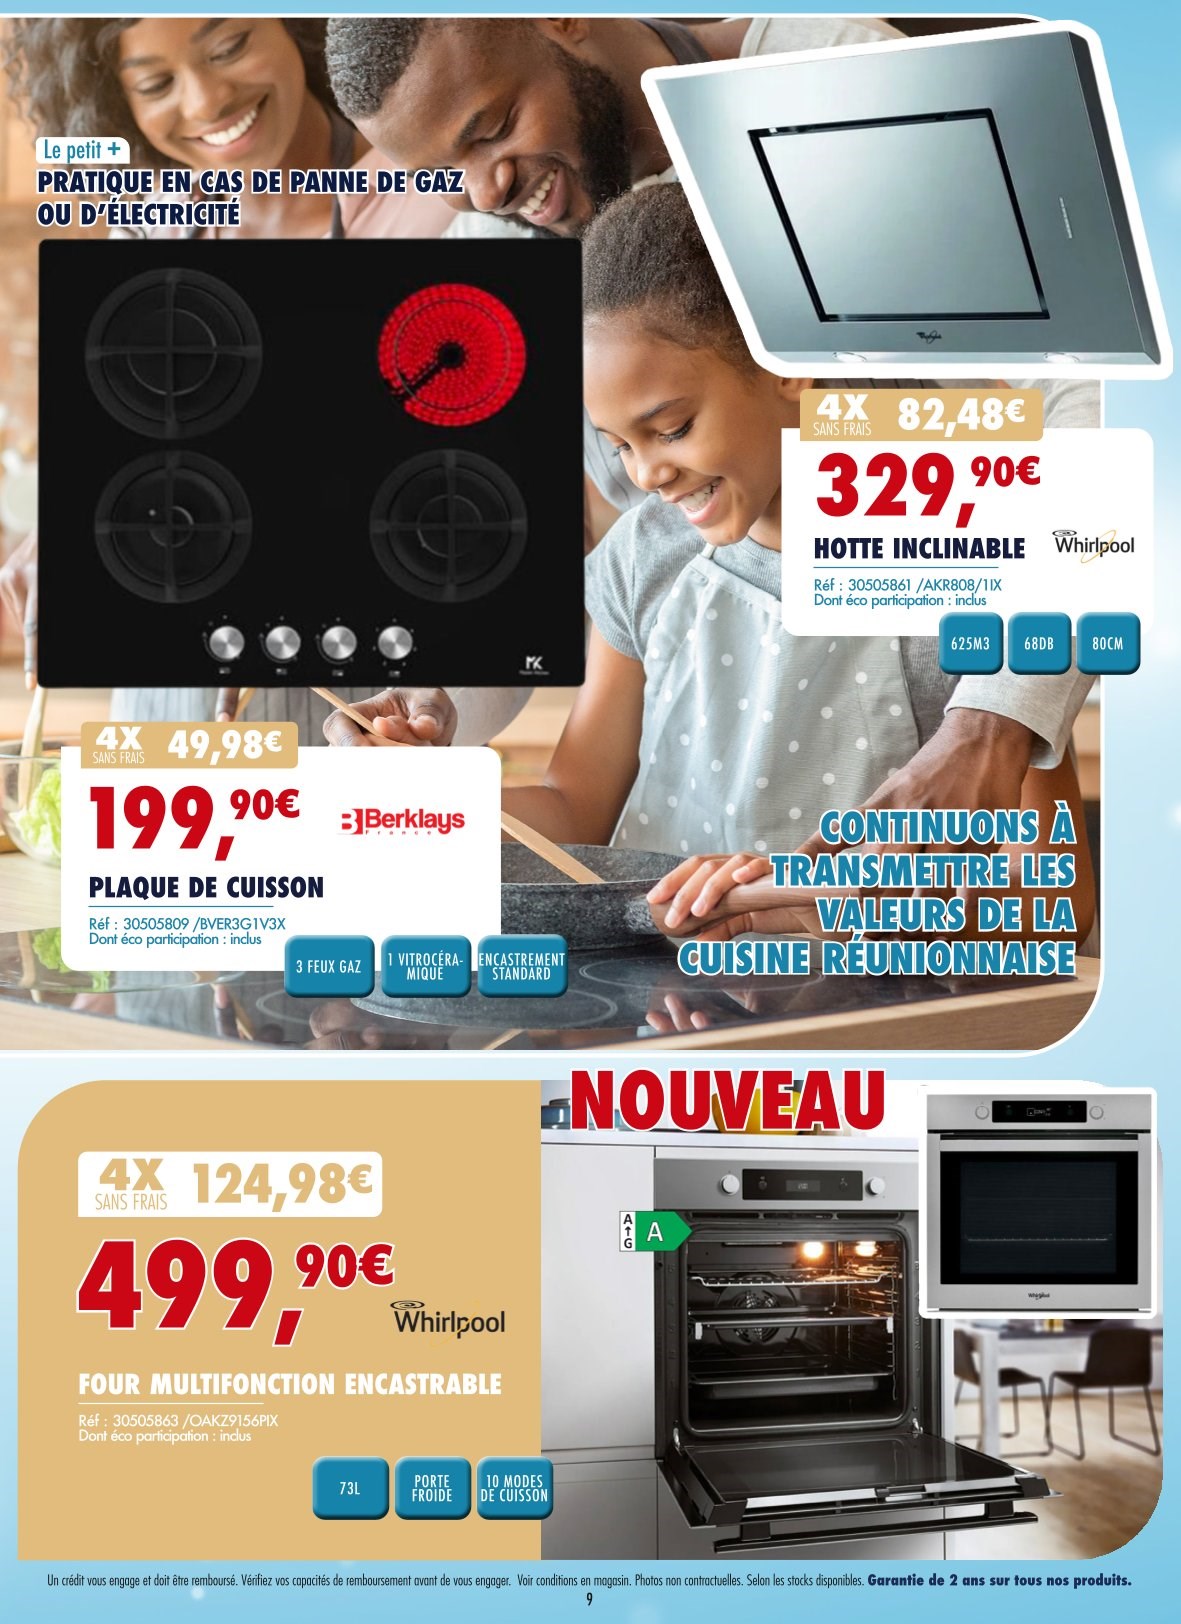 Le petit +
PRATIQUE EN CAS DE PANNE DE GAZ
OU D'ÉLECTRICITÉ
Whirlpool
4X
SANS FRAIS
82,48€
329,90€
HOTTE INCLINABLE
Whirlpool
Réf : 30505861 /AKR808/1IX
Dont éco participation : inclus
625M3
68DB
80CM
MK
4X
SANS FRAIS
49,98€
199,90€
Berklays
France
PLAQUE DE CUISSON
Réf : 30505809 /BVER3G1V3X
Dont éco participation : inclus
3 FEUX GAZ
1 VITROCÉRA-
MIQUE
ENCASTREMENT
STANDARD
CONTINUONS À
TRANSMETTRE LES
VALEURS DE LA
CUISINE RÉUNIONNAISE
NOUVEAU
4X
SANS FRAIS
124,98€
499,90€
Whirlpool
FOUR MULTIFONCTION ENCASTRABLE
Réf : 30505863 /OAKZ9156PIX
Dont éco participation : inclus
73L
PORTE
FROIDE
10 MODES
DE CUISSON
A
↑
G
A
Whirlpool
Un crédit vous engage et doit être remboursé. Vérifiez vos capacités de remboursement avant de vous engager. Voir conditions en magasin. Photos non contractuelles. Selon les stocks disponibles. Garantie de 2 ans sur tous nos produits.
9